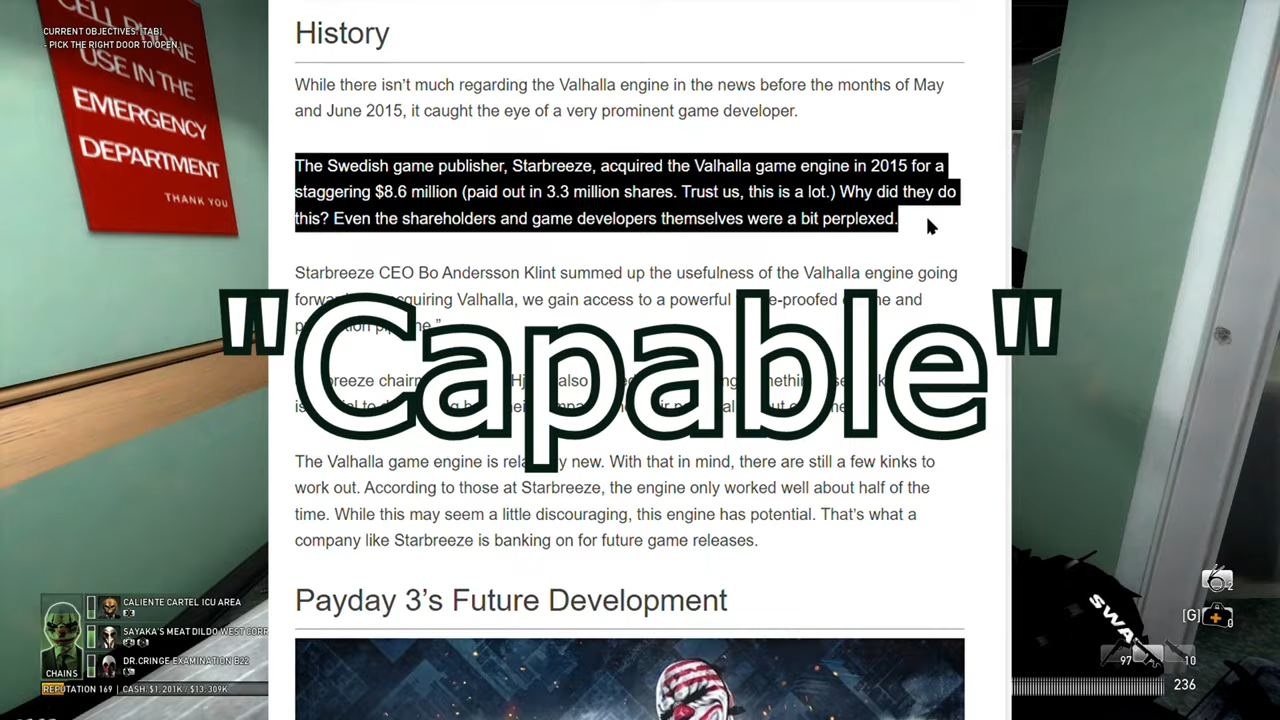 CELL PHONE
USE IN THE
EMERGENCY
DEPARTMENT
THANK YOU
CURRENT OBJECTIVES: [TAB]
- PICK THE RIGHT DOOR TO OPEN
History
While there isn’t much regarding the Valhalla engine in the news before the months of May
and June 2015, it caught the eye of a very prominent game developer.
The Swedish game publisher, Starbreeze, acquired the Valhalla game engine in 2015 for a
staggering $8.6 million (paid out in 3.3 million shares. Trust us, this is a lot.) Why did they do
this? Even the shareholders and game developers themselves were a bit perplexed.
Starbreeze CEO Bo Andersson Klint summed up the usefulness of the Valhalla engine going
Valhalla, we gain access to a powerful
and
"Capable"
also
The Valhalla game engine is new. With that in mind, there are still a few kinks to
work out. According to those at Starbreeze, the engine only worked well about half of the
time. While this may seem a little discouraging, this engine has potential. That’s what a
company like Starbreeze is banking on for future game releases.
Payday 3’s Future Development
CALIENTE CARTEL ICU AREA
SAYAKA'S MEAT DILDO WEST CORR
DR.CRINGE EXAMINATION B22
CHAINS
REPUTATION 169 | CASH: $1.201K / $13.309K
SWA
[G]
2
0
97
10
236